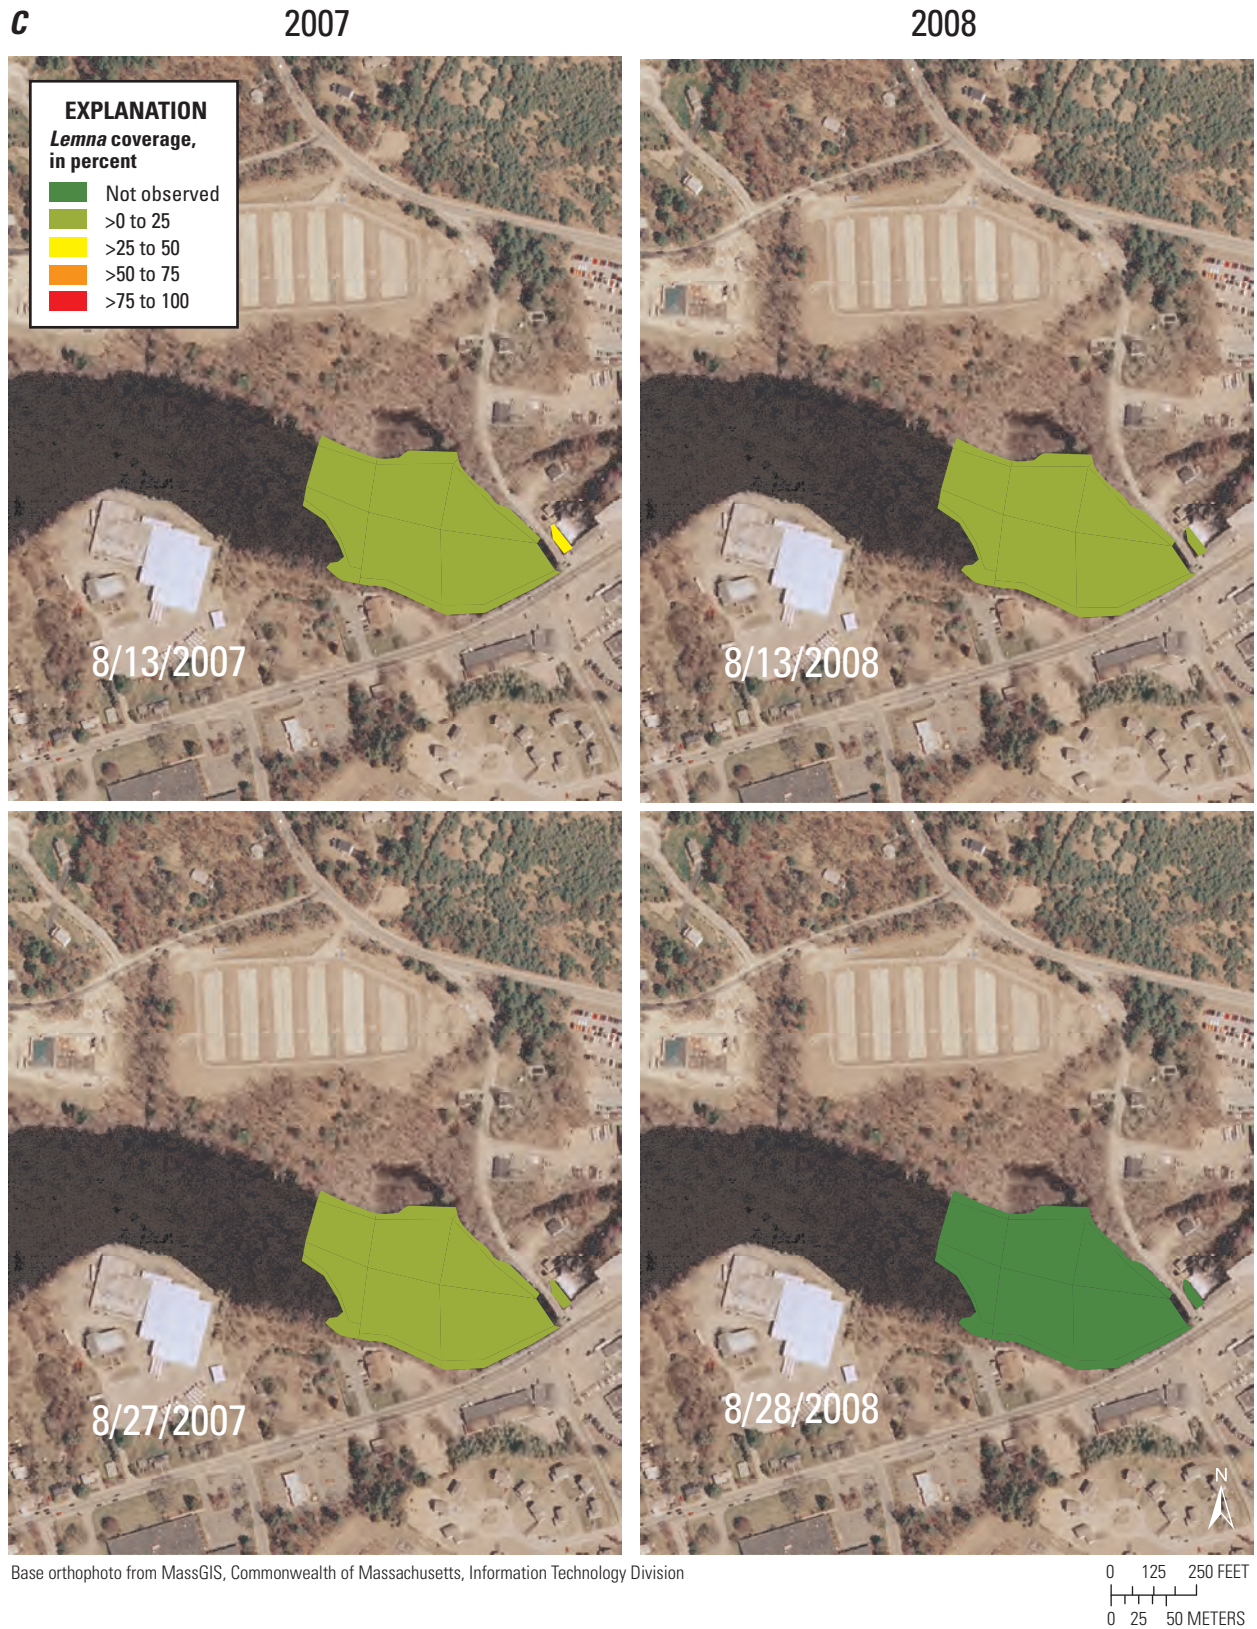 C
2007
2008
EXPLANATION
Lemna coverage,
in percent
Not observed
>0 to 25
>25 to 50
>50 to 75
>75 to 100
8/13/2007
8/13/2008
8/27/2007
8/28/2008
N
Base orthophoto from MassGIS, Commonwealth of Massachusetts, Information Technology Division
0 125 250 FEET
0 25 50 METERS